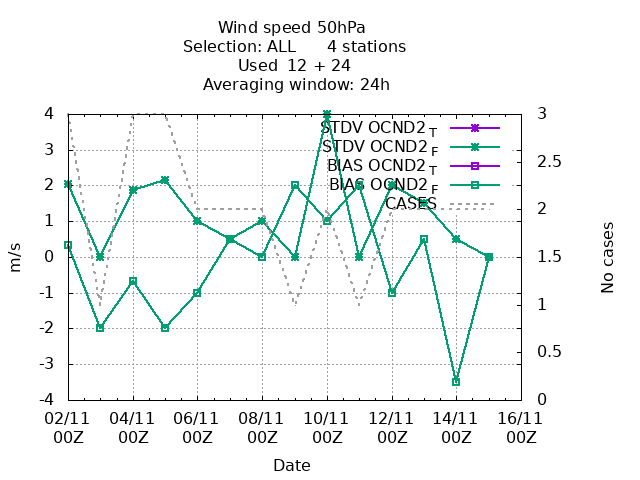 Wind speed 50hPa
Selection: ALL 4 stations
Used 12 + 24
Averaging window: 24h
4
3
2
1
0
-1
-2
-3
-4
m/s
3
2.5
2
1.5
1
0.5
0
No cases
STDV OCND2 T
STDV OCND2 F
BIAS OCND2 T
BIAS OCND2 F
CASES
02/11 04/11 06/11 08/11 10/11 12/11 14/11 16/11
00Z 00Z 00Z 00Z 00Z 00Z 00Z 00Z
Date